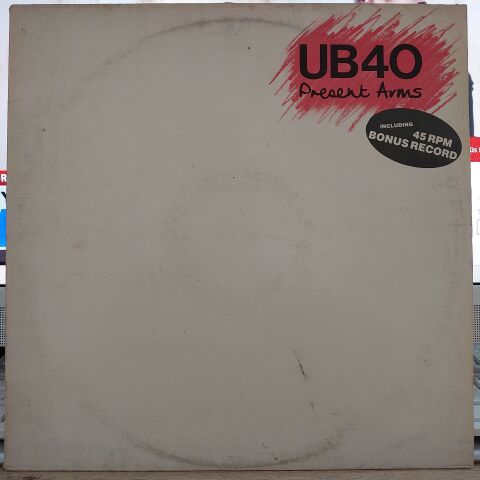 UB40
Present Arms
INCLUDING
45 RPM
BONUS RECORD